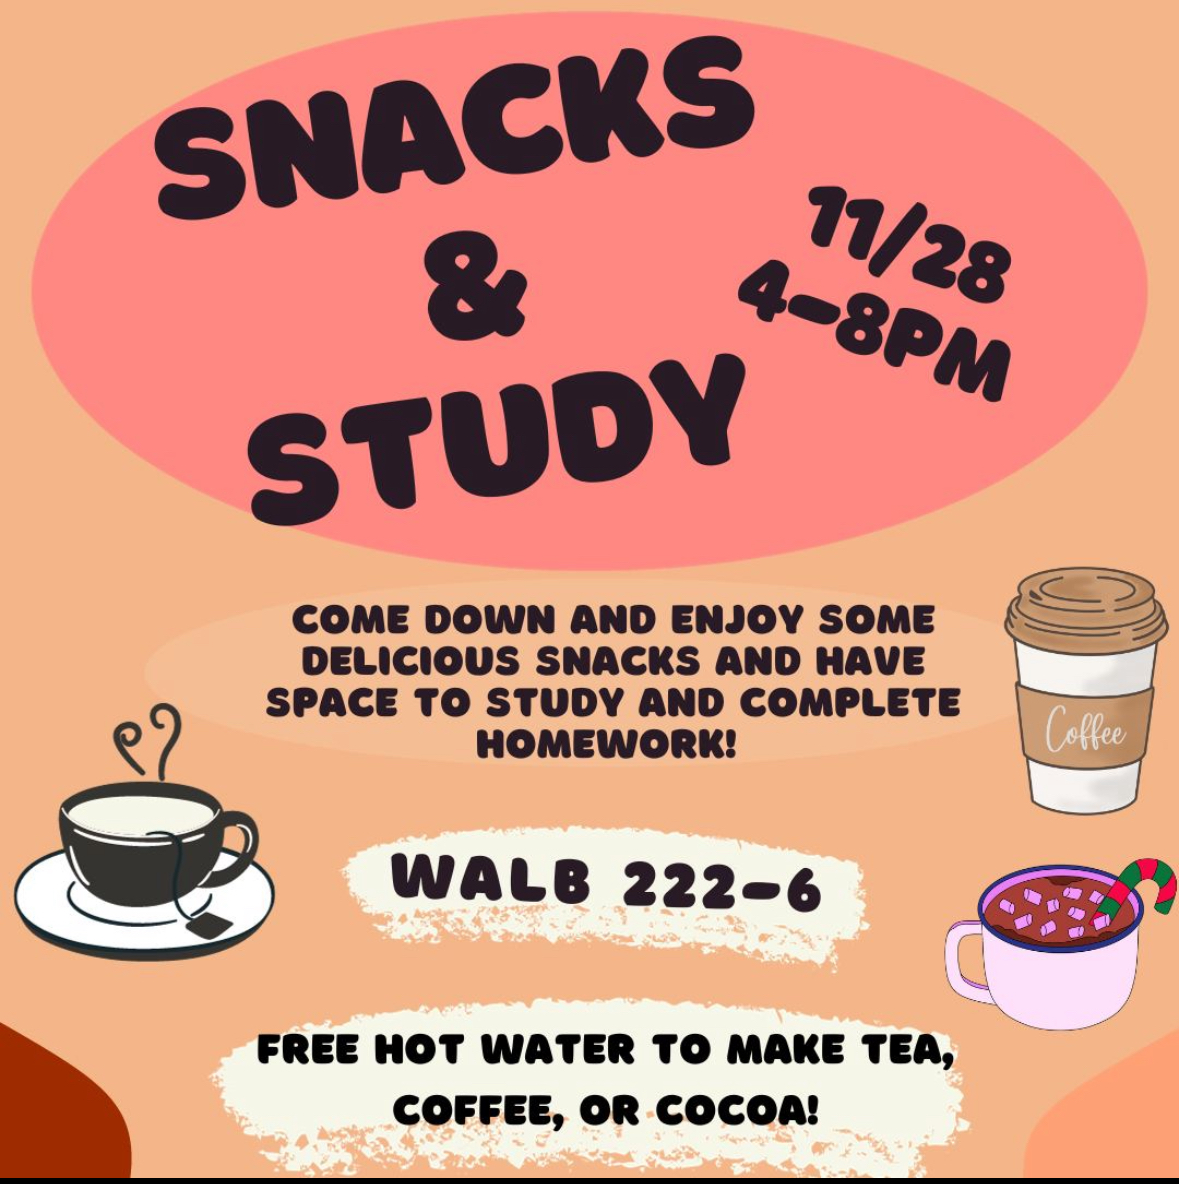 SNACKS
&
STUDY
11/28
4-8PM
COME DOWN AND ENJOY SOME
DELICIOUS SNACKS AND HAVE
SPACE TO STUDY AND COMPLETE
HOMEWORK!
Coffee
WALB 222-6
FREE HOT WATER TO MAKE TEA,
COFFEE, OR COCOA!